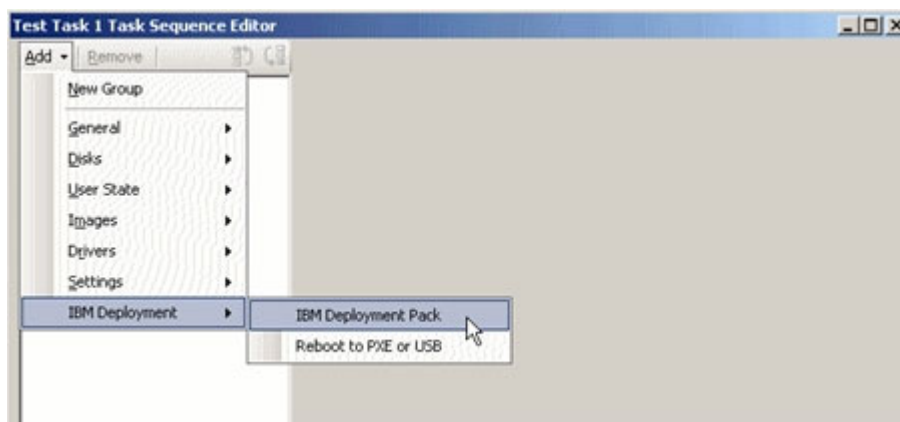 Test Task 1 Task Sequence Editor
Add Remove
New Group
General
Disks
User State
Images
Drivers
Settings
IBM Deployment
IBM Deployment Pack
Reboot to PXE or USB